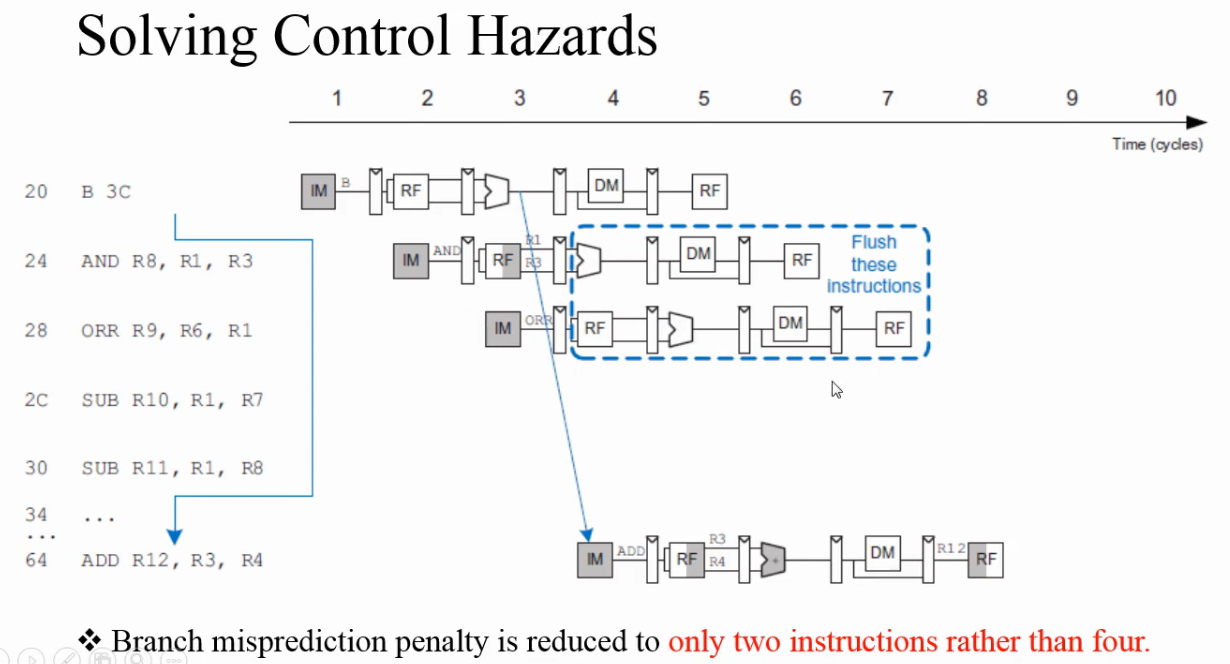 Solving Control Hazards
1 2 3 4 5 6 7 8 9 10
Time (cycles)
20 B 3C IM B RF DM RF
24 AND R8, R1, R3 IM AND RF R1 R3 DM RF
Flush
these
instructions
28 ORR R9, R6, R1 IM ORR RF DM RF
2C SUB R10, R1, R7
30 SUB R11, R1, R8
34 ...
...
64 ADD R12, R3, R4 IM ADD RF R3 R4 + DM R12 RF
❖ Branch misprediction penalty is reduced to only two instructions rather than four.